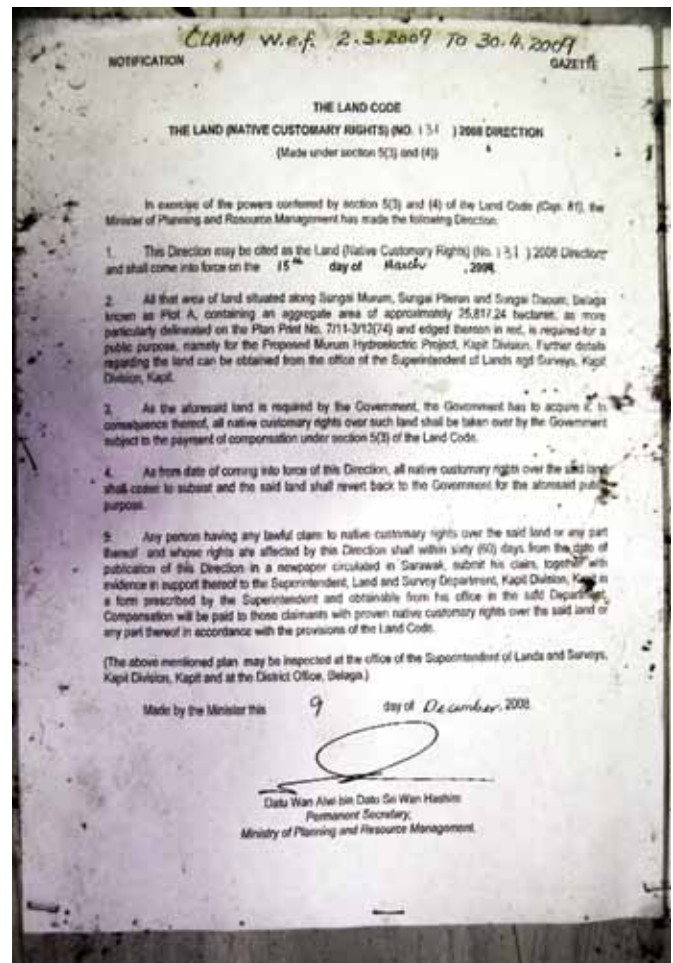 CLAIM W.e.f. 2.3.2009 TO 30.4.2009
NOTIFICATION GAZETTE
THE LAND CODE
THE LAND (NATIVE CUSTOMARY RIGHTS) (NO. 131 ) 2008 DIRECTION
(Made under section 5(3) and (4))
In exercise of the powers conferred by section 5(3) and (4) of the Land Code (Cap. 81), the
Minister of Planning and Resource Management has made the following Direction:
1. This Direction may be cited as the Land (Native Customary Rights) (No. 131 ) 2008 Direction
and shall come into force on the 15th day of March
2. All that area of land situated along Sungai Murum, Sungai Plieran and Sungai Danum, Belaga
known as Plot A, containing an aggregate area of approximately 25,817.24 hectares, as more
particularly delineated on the Plan Print No. 7/11-3/12(74) and edged thereon in red, is required for a
public purpose, namely for the Proposed Murum Hydroelectric Project, Kapit Division. Further details
regarding the land can be obtained from the office of the Superintendent of Lands and Surveys, Kapit
Division, Kapit.
3. As the aforesaid land is required by the Government, the Government has to acquire it. In
consequence thereof, all native customary rights over such land shall be taken over by the Government
subject to the payment of compensation under section 5(3) of the Land Code.
4. As from date of coming into force of this Direction, all native customary rights over the said land
shall cease to subsist and the said land shall revert back to the Government for the aforesaid public
purpose.
5. Any person having any lawful claim to native customary rights over the said land or any part
thereof and whose rights are affected by this Direction shall within sixty (60) days from the date of
publication of this Direction in a newpaper circulated in Sarawak, submit his claims, together with
evidence in support thereof to the Superintendent, Land and Survey Department, Kapit Division, Kapit in
a form prescribed by the Superintendent and obtainable from his office in the said Department.
Compensation will be paid to those claimants with proven native customary rights over the said land or
any part thereof in accordance with the provisions of the Land Code.
(The above mentioned plan may be inspected at the office of the Superintendent of Lands and Surveys,
Kapit Division, Kapit and at the District Office, Belaga.)
Made by the Minister this 9 day of December, 2008.
Datu Wan Alwi bin Dato Sri Wan Hashim
Permanent Secretary,
Ministry of Planning and Resource Management.